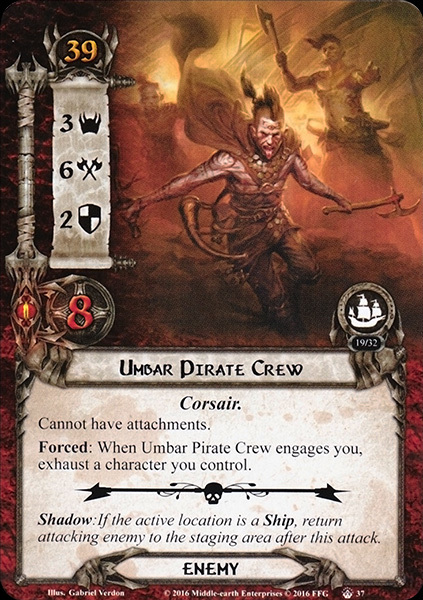 39
3
6
2
8
19/32
Umbar Pirate Crew
Corsair.
Cannot have attachments.
Forced: When Umbar Pirate Crew engages you,
exhaust a character you control.
Shadow:If the active location is a Ship, return
attacking enemy to the staging area after this attack.
ENEMY
Illus. Gabriel Verdon © 2016 Middle-earth Enterprises © 2016 FFG 37